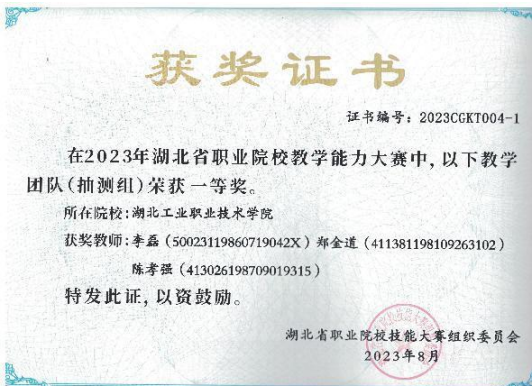 获奖证书
证书编号：2023CGKT004-1
在2023年湖北省职业院校教学能力大赛中，以下教学
团队（抽测组）荣获一等奖。
所在院校：湖北工业职业技术学院
获奖教师：李磊（50023119860719042X）郑金道（411381198109263102）
陈孝强（413026198709019315）
特发此证，以资鼓励。
湖北省职业院校技能大赛组织委员会
2023年8月